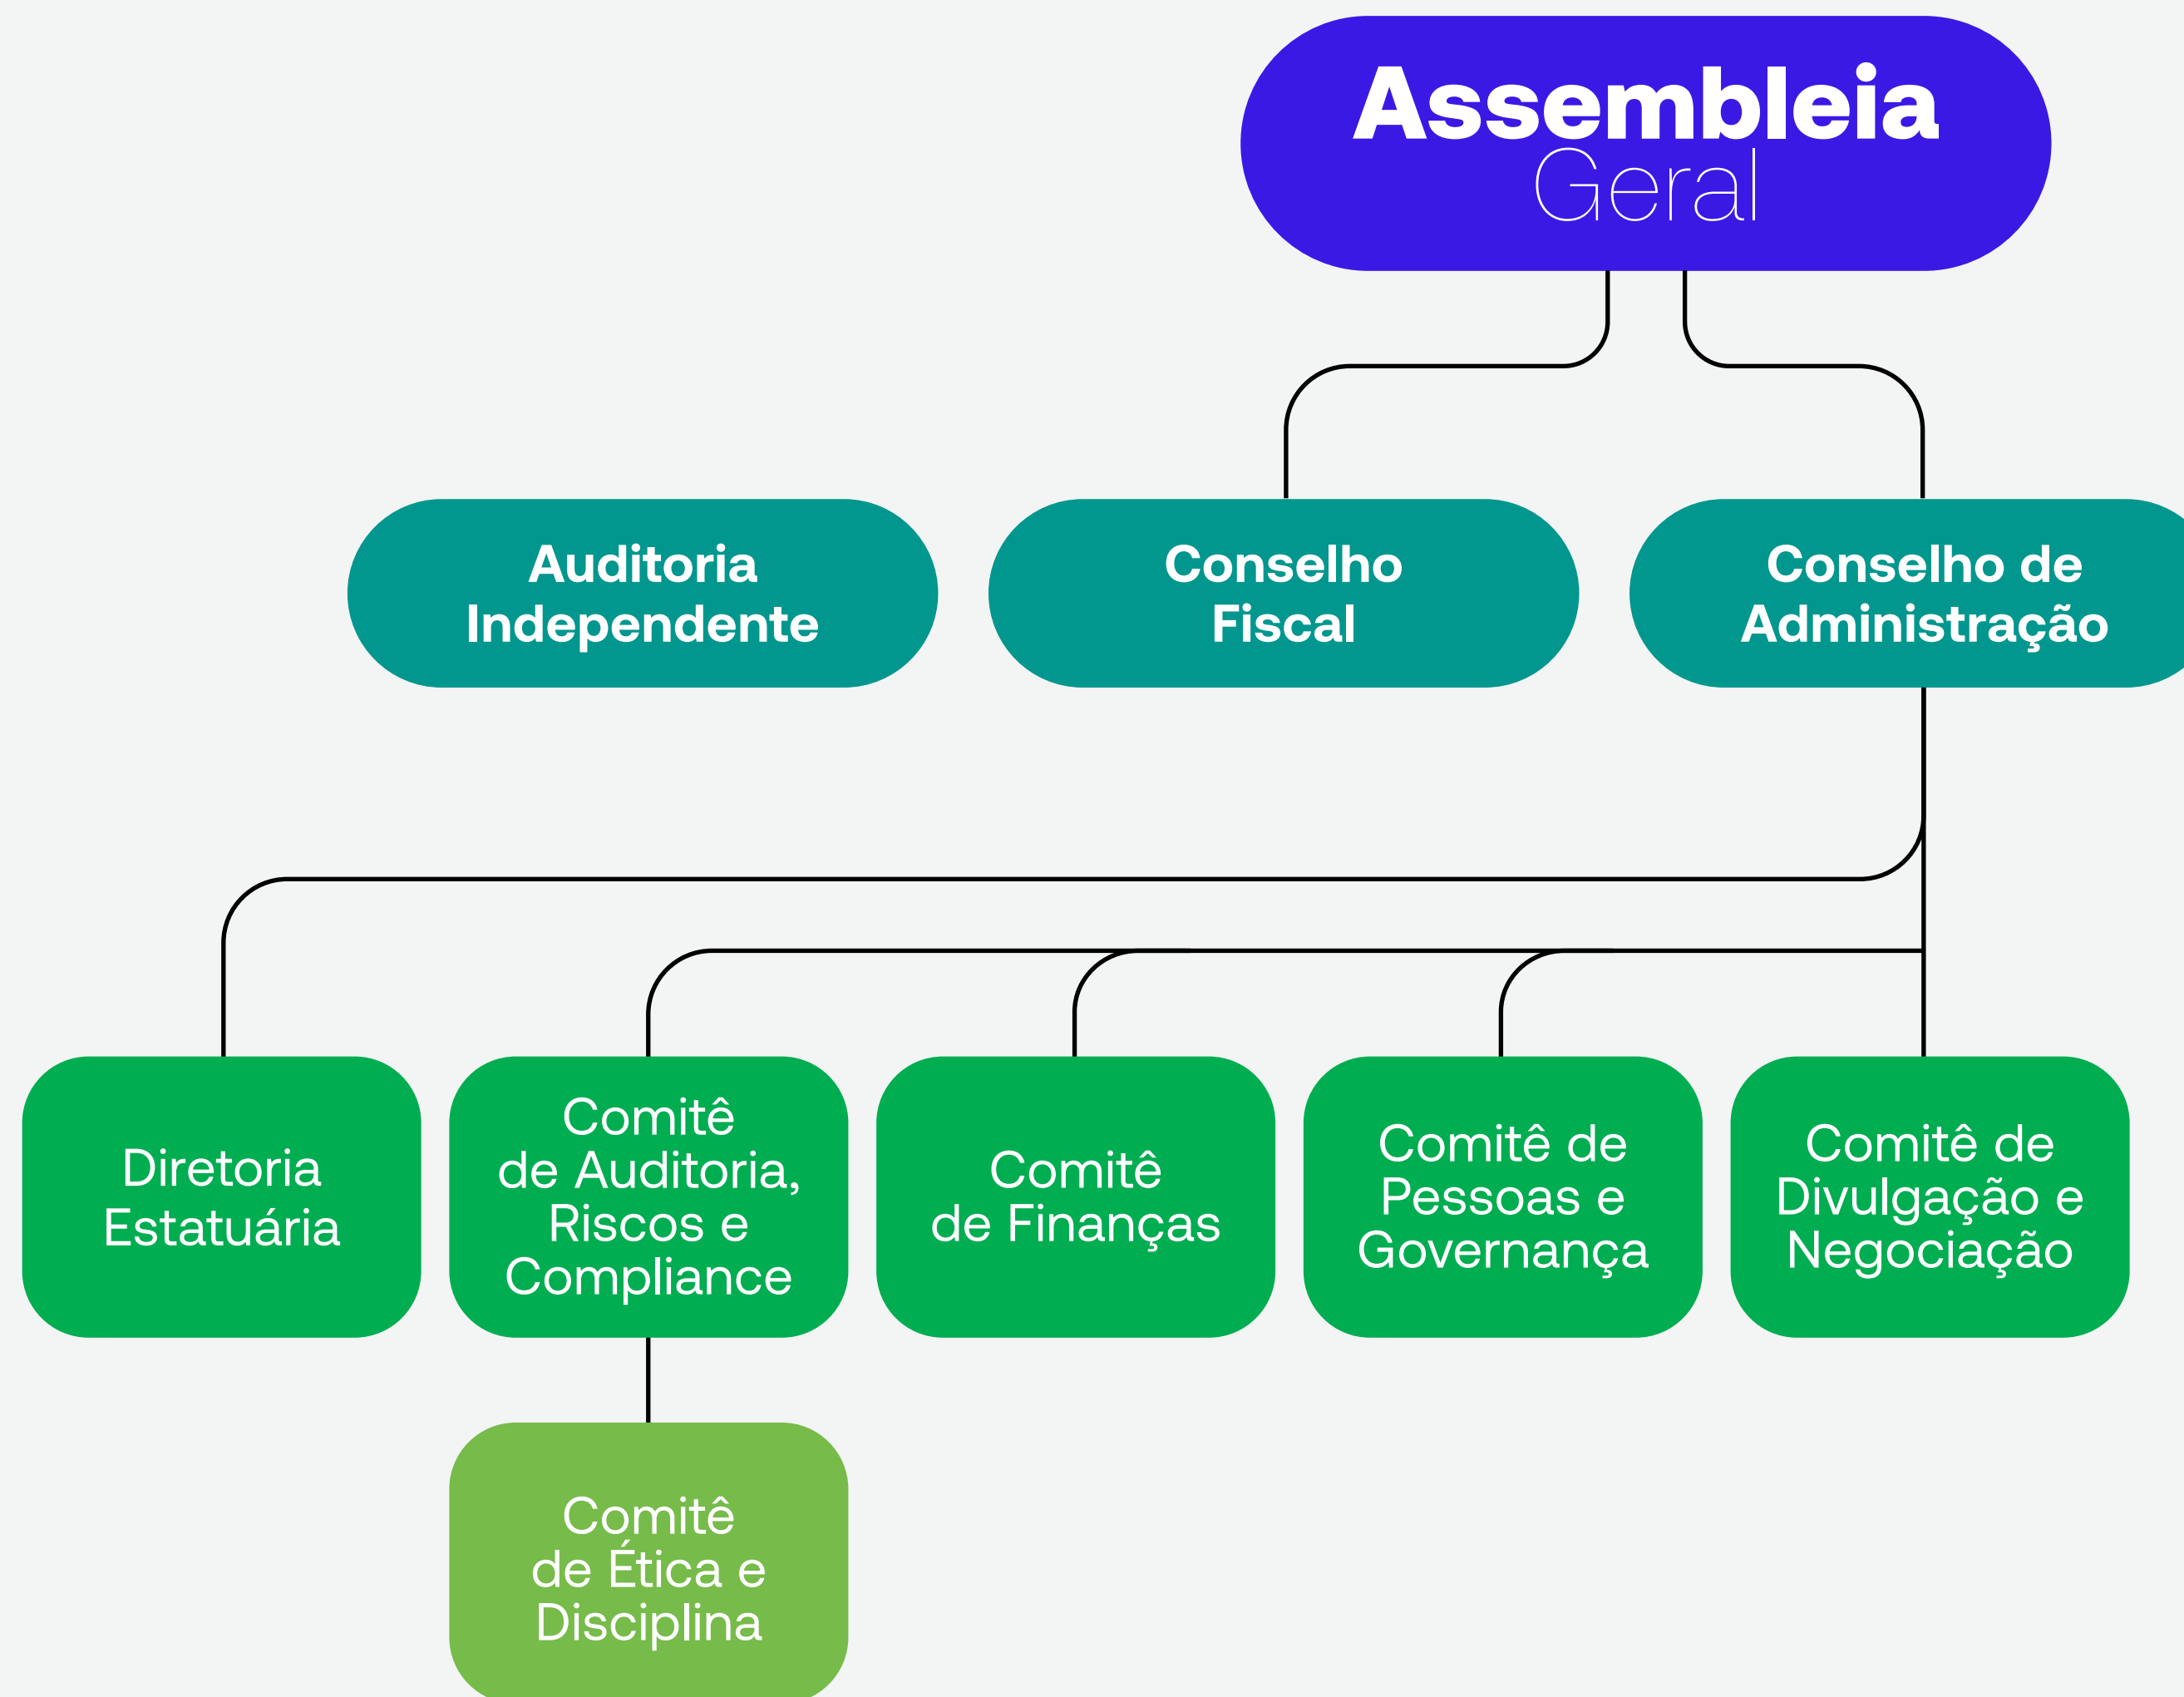 Assembleia
Geral
Auditoria
Independente
Conselho
Fiscal
Conselho de
Administração
Diretoria
Estatutária
Comitê
de Auditoria,
Riscos e
Compliance
Comitê
de Finanças
Comitê de
Pessoas e
Governança
Comitê de
Divulgação e
Negociação
Comitê
de Ética e
Disciplina